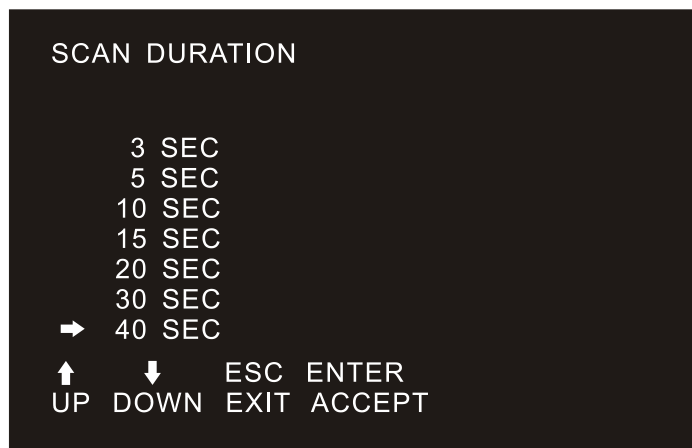 SCAN DURATION
3 SEC
5 SEC
10 SEC
15 SEC
20 SEC
30 SEC
➡ 40 SEC
⬆ ⬇ ESC ENTER
UP DOWN EXIT ACCEPT